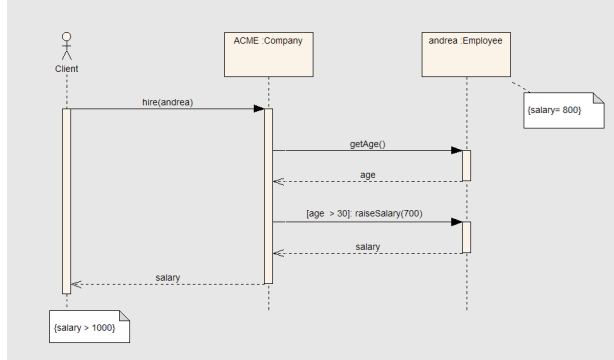 ACME :Company
andrea :Employee
Client
{salary= 800}
hire(andrea)
getAge()
age
[age > 30]: raiseSalary(700)
salary
salary
{salary > 1000}